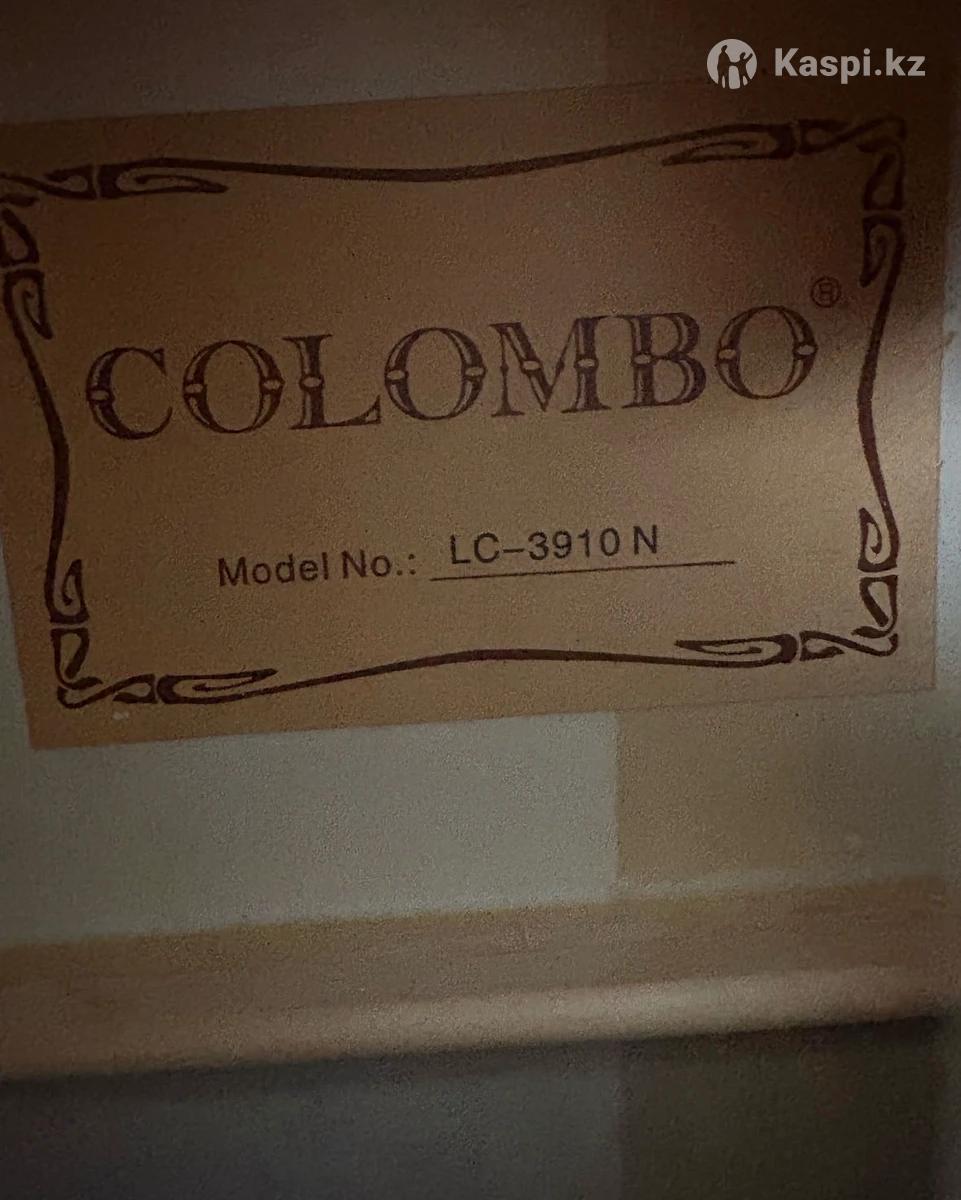 Kaspi.kz
COLOMBO®
Model No.: LC-3910 N